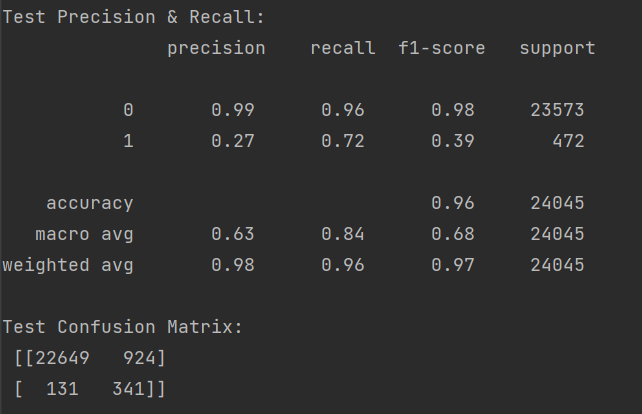 Test Precision & Recall:
              precision    recall  f1-score   support

           0       0.99      0.96      0.98     23573
           1       0.27      0.72      0.39       472

    accuracy                           0.96     24045
   macro avg       0.63      0.84      0.68     24045
weighted avg       0.98      0.96      0.97     24045

Test Confusion Matrix:
 [[22649   924]
 [  131   341]]